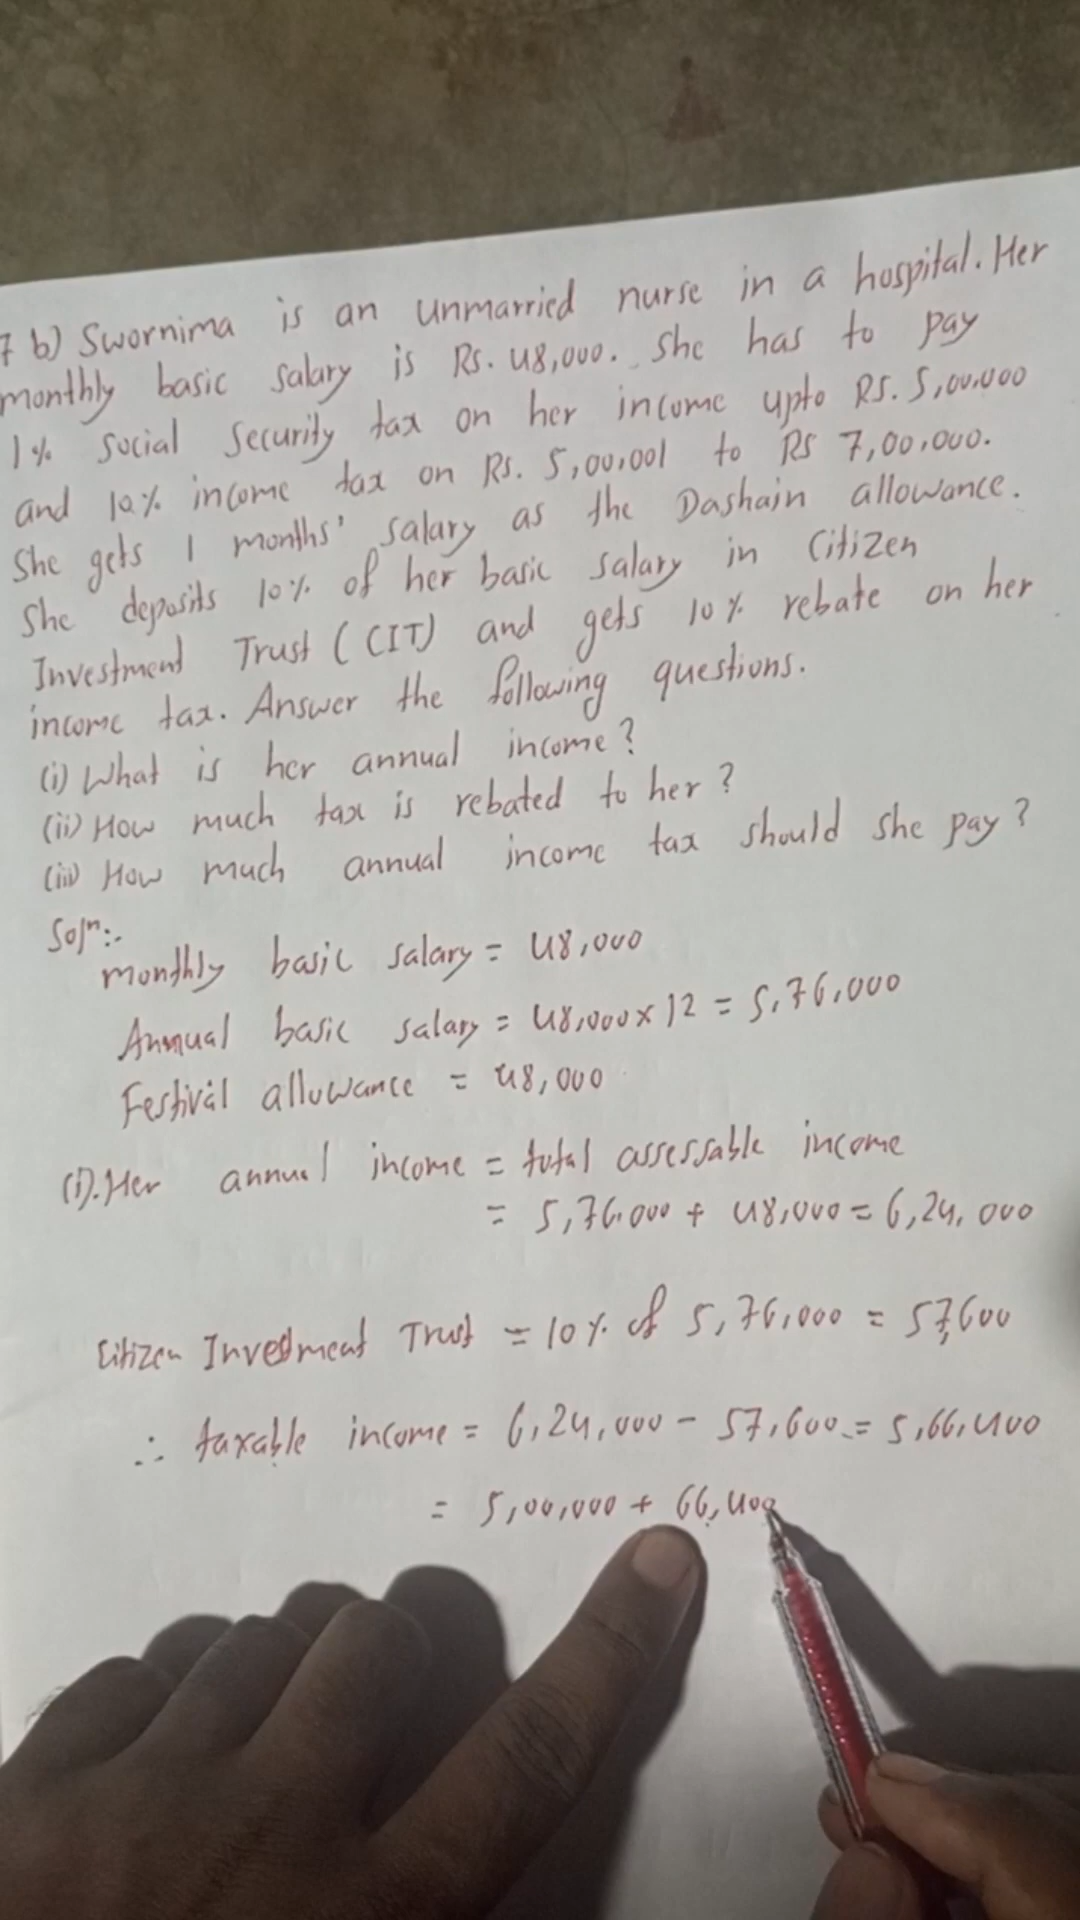 7 b) Swornima is an unmarried nurse in a hospital. Her
monthly basic salary is Rs. 48,000. She has to pay
1% social security tax on her income upto Rs. 5,00,000
and 10% income tax on Rs. 5,00,001 to Rs 7,00,000.
She gets 1 months' salary as the Dashain allowance.
She deposits 10% of her basic salary in Citizen
Investment Trust (CIT) and gets 10% rebate on her
income tax. Answer the following questions.
(i) What is her annual income?
(ii) How much tax is rebated to her?
(iii) How much annual income tax should she pay?
Solⁿ:-
monthly basic salary = 48,000
Annual basic salary = 48,000 x 12 = 5,76,000
Festival allowance = 48,000
(i). Her annual income = total assessable income
= 5,76,000 + 48,000 = 6,24,000
Citizen Investment Trust = 10% of 5,76,000 = 57,600
∴ taxable income = 6,24,000 - 57,600 = 5,66,400
= 5,00,000 + 66,400